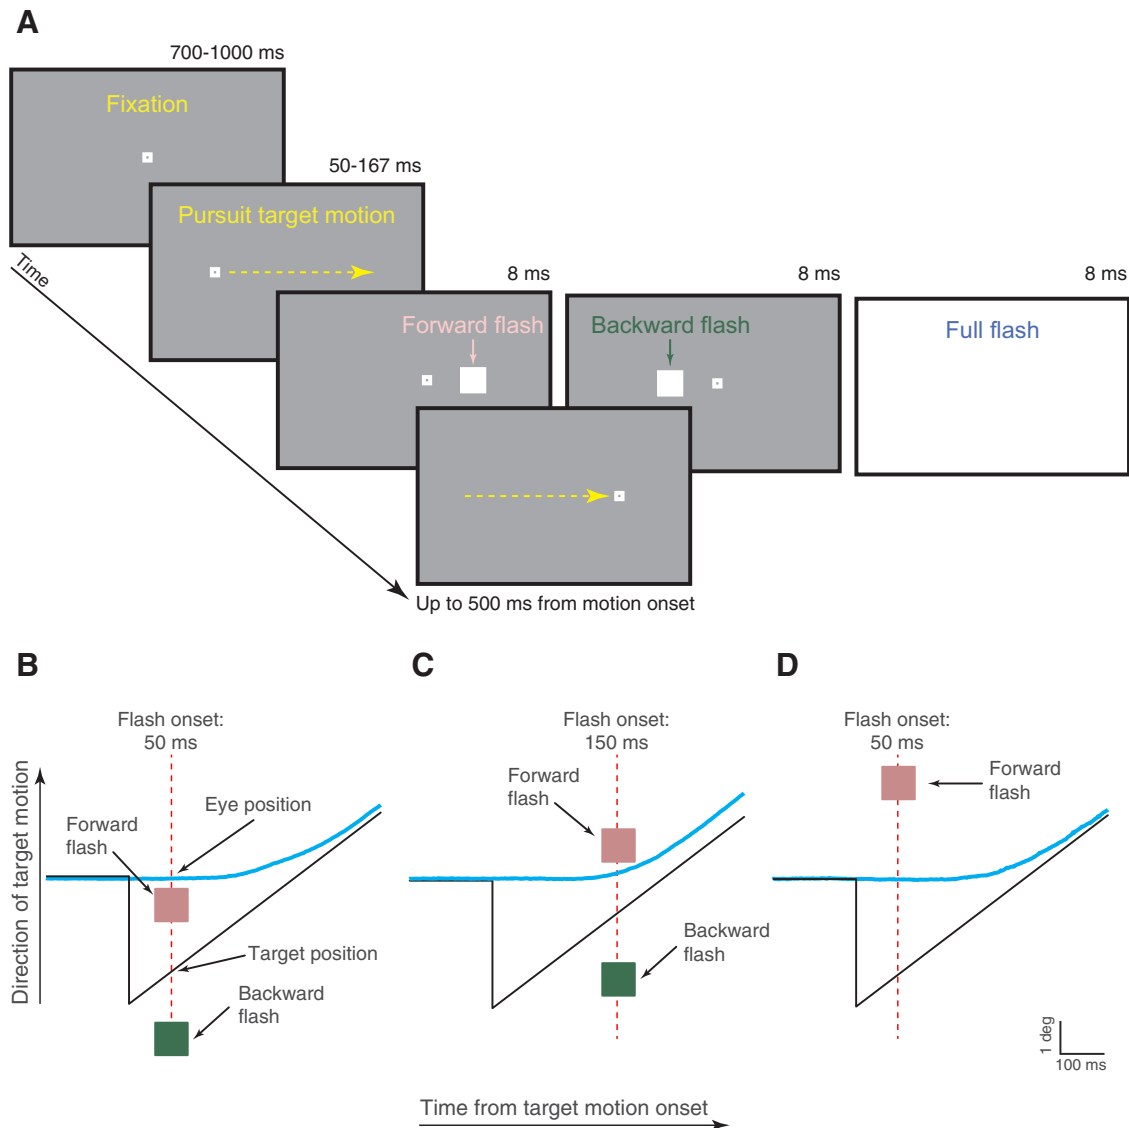 A
700-1000 ms
Fixation
50-167 ms
Pursuit target motion
Time
8 ms
Forward flash
8 ms
Backward flash
8 ms
Full flash
Up to 500 ms from motion onset
B
Direction of target motion
Flash onset:
50 ms
Forward
flash
Eye position
Target position
Backward
flash
C
Flash onset:
150 ms
Forward
flash
Backward
flash
D
Flash onset:
50 ms
Forward
flash
1 deg
100 ms
Time from target motion onset